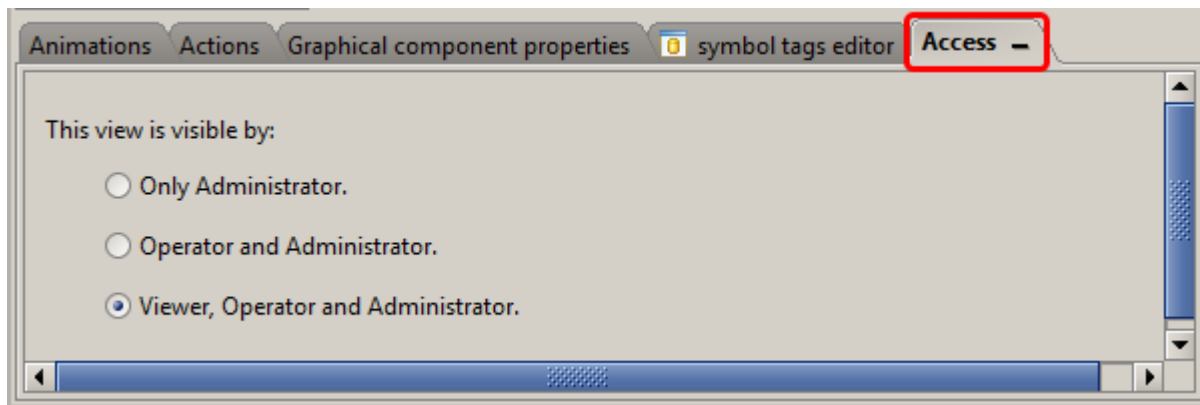 Animations Actions Graphical component properties symbol tags editor Access
This view is visible by:
Only Administrator.
Operator and Administrator.
Viewer, Operator and Administrator.